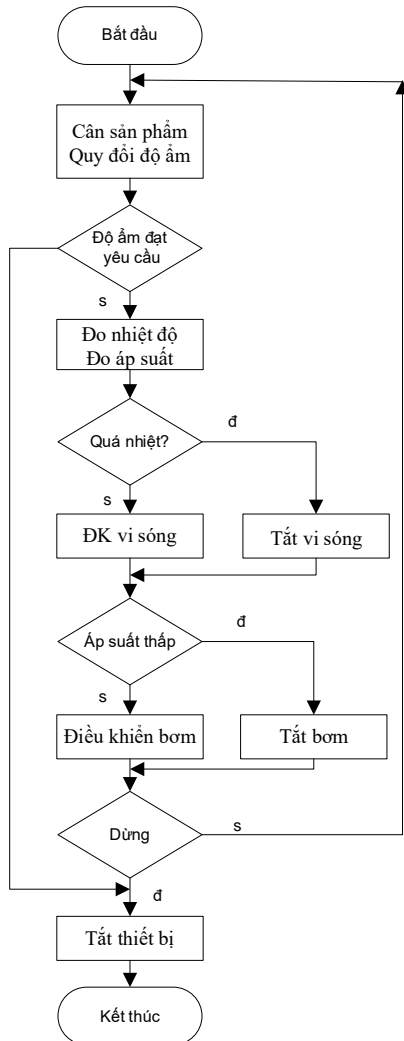 Bắt đầu
Cân sản phẩm
Quy đổi độ ẩm
Độ ẩm đạt
yêu cầu
s
Đo nhiệt độ
Đo áp suất
Quá nhiệt?
đ
s
ĐK vi sóng
Tắt vi sóng
Áp suất thấp
đ
s
Điều khiển bơm
Tắt bơm
Dừng
s
đ
Tắt thiết bị
Kết thúc